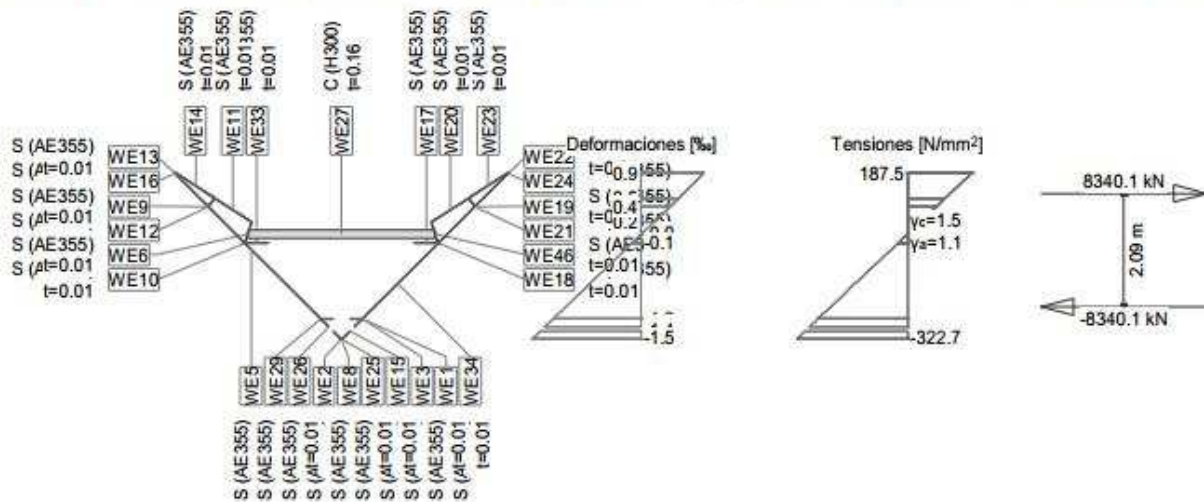 S (AE355)
t=0.01
S (AE355)
t=0.01
t=0.01
C (H300)
t=0.16
S (AE355)
S (AE355)
t=0.01
S (AE355)
t=0.01
WE14
WE11
WE33
WE27
WE17
WE20
WE23
S (AE355)
t=0.01
S (AE355)
t=0.01
S (AE355)
t=0.01
t=0.01
WE13
WE16
WE9
WE12
WE6
WE10
WE22
WE24
WE19
WE21
WE46
WE18
t=0.01
t=0.01
Deformaciones [‰]
0.9
0.4
0.2
-0.1
-1.5
Tensiones [N/mm²]
187.5
γc=1.5
γa=1.1
-322.7
8340.1 kN
2.09 m
-8340.1 kN
WE5
WE29
WE26
WE2
WE8
WE25
WE15
WE3
WE1
WE34
S (AE355)
S (AE355)
S (AE355)
t=0.01
S (AE355)
S (AE355)
t=0.01
t=0.01
S (AE355)
t=0.01
t=0.01